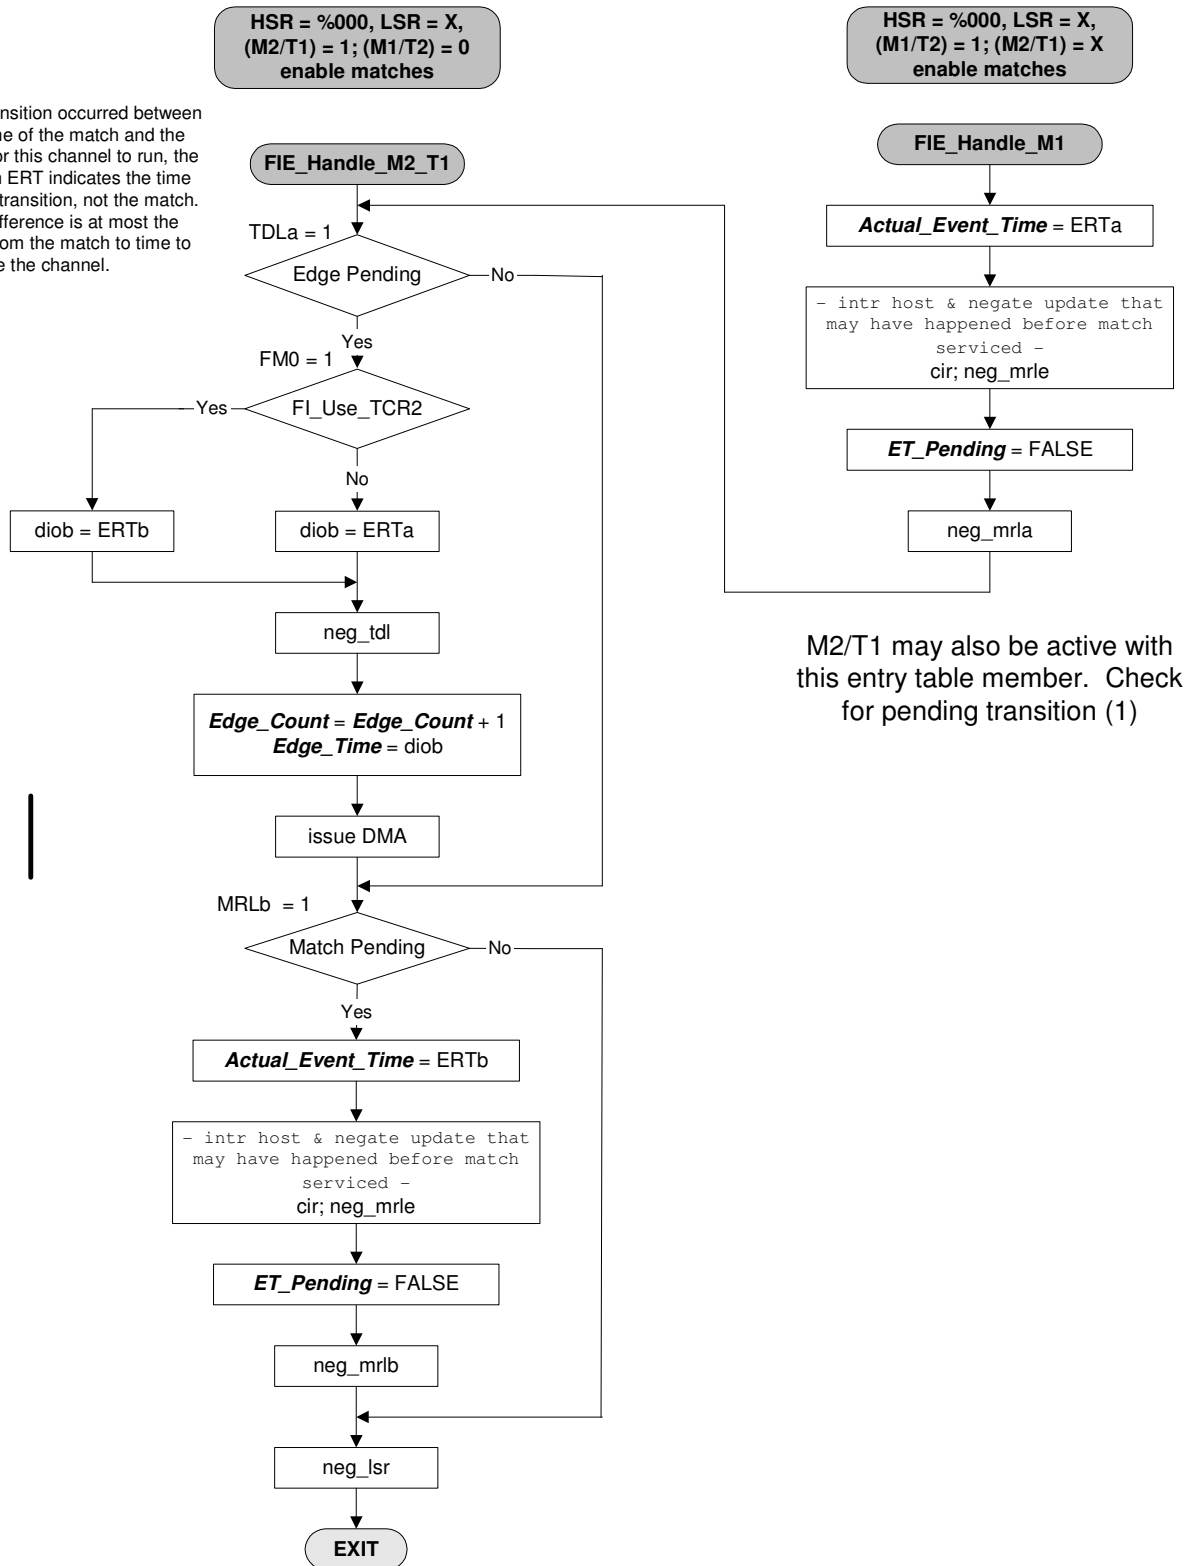 HSR = %000, LSR = X,
(M2/T1) = 1; (M1/T2) = 0
enable matches
HSR = %000, LSR = X,
(M1/T2) = 1; (M2/T1) = X
enable matches
occurred between
of the match and the
this channel to run, the
ERT indicates the time
transition, not the match.
is at most the
the match to time to
the channel.
FIE_Handle_M2_T1
TDLa = 1
Edge Pending
No
Yes
FM0 = 1
FI_Use_TCR2
Yes
No
diob = ERTb
diob = ERTa
neg_tdl
Edge_Count = Edge_Count + 1
Edge_Time = diob
issue DMA
MRLb = 1
Match Pending
No
Yes
Actual_Event_Time = ERTb
- intr host & negate update that
may have happened before match
serviced -
cir; neg_mrle
ET_Pending = FALSE
neg_mrlb
neg_lsr
EXIT
FIE_Handle_M1
Actual_Event_Time = ERTa
- intr host & negate update that
may have happened before match
serviced -
cir; neg_mrle
ET_Pending = FALSE
neg_mrla
M2/T1 may also be active with
this entry table member. Check
for pending transition (1)